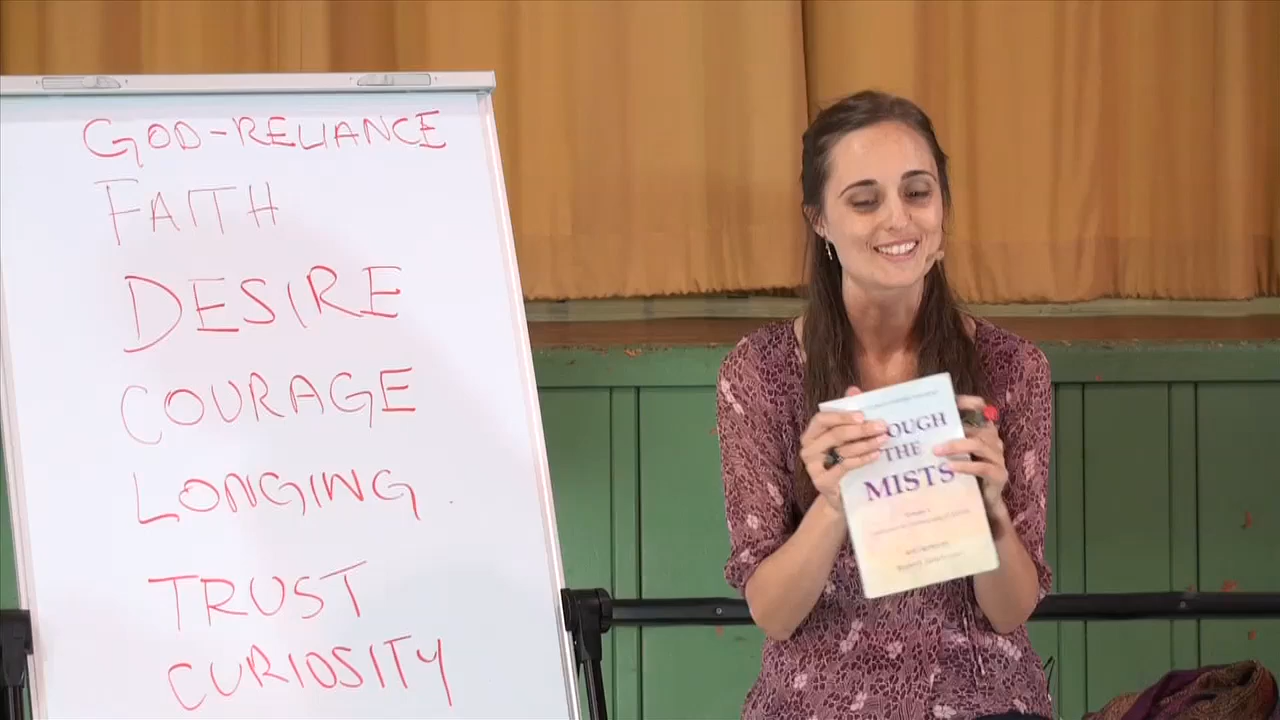 GOD-RELIANCE
FAITH
DESIRE
COURAGE
LONGING
TRUST
CURIOSITY
OUGH
THE
MISTS